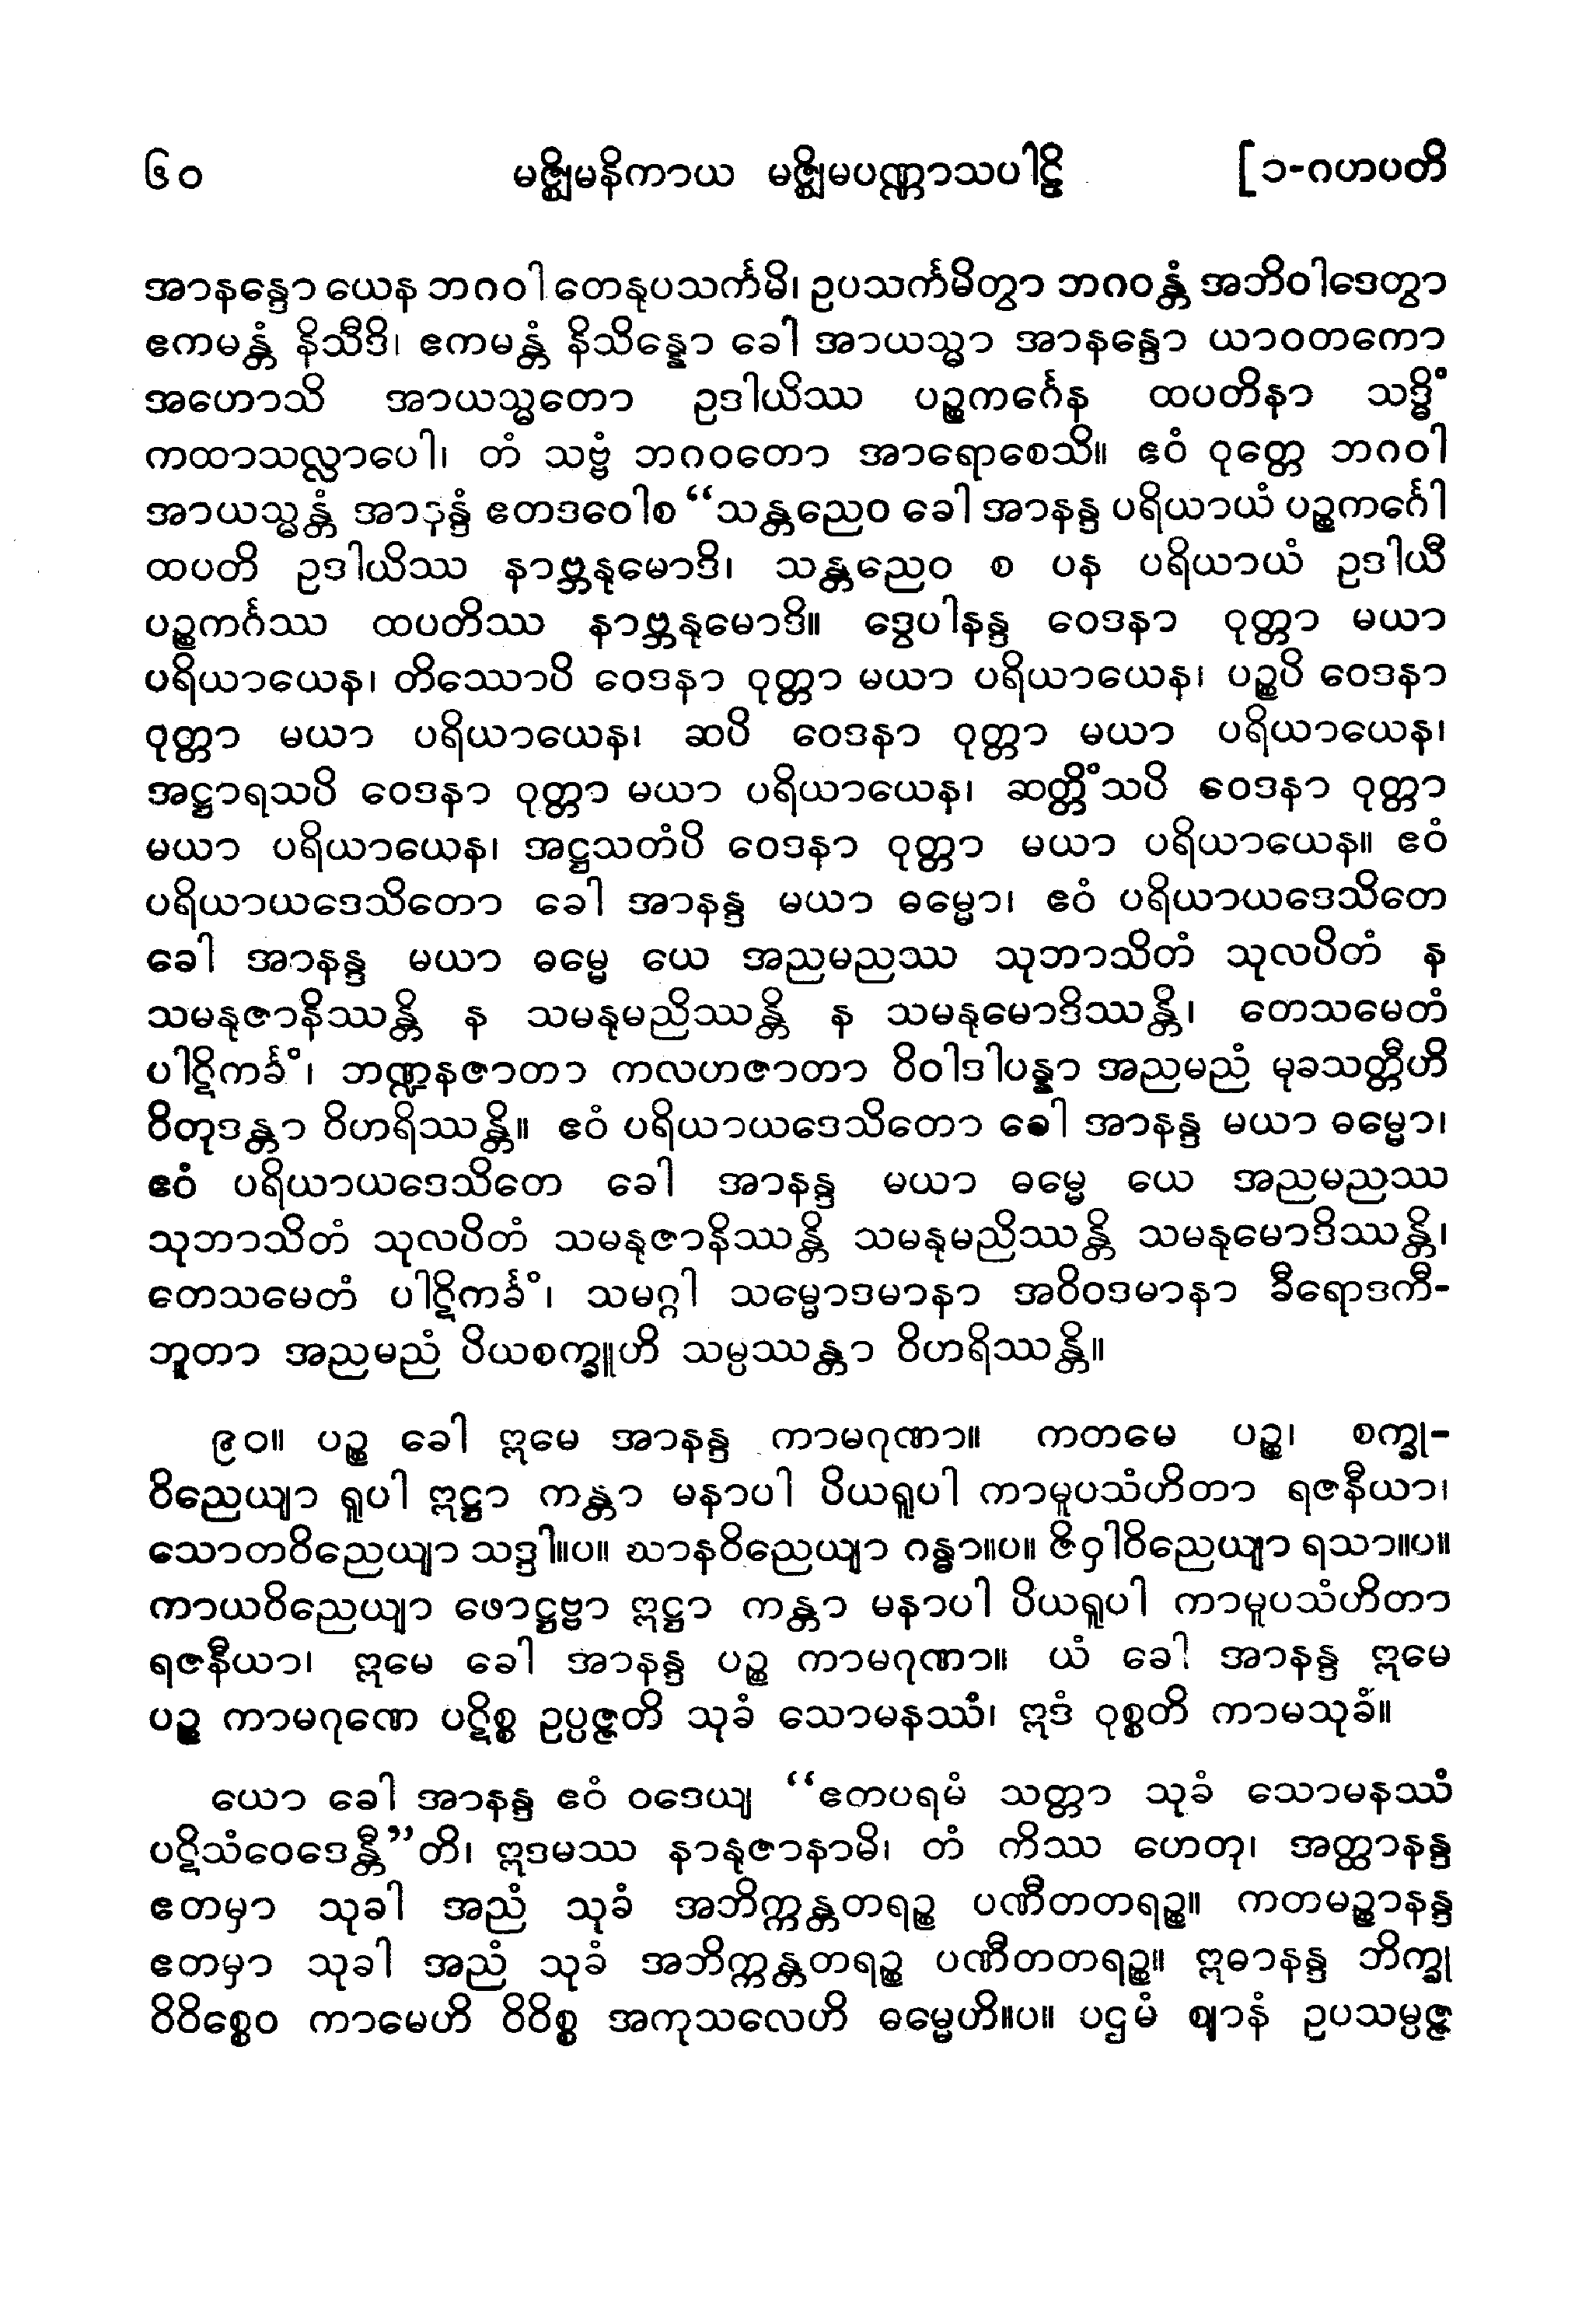 ၆၀ မဇ္ဈိမနိကာယ မဇ္ဈိမပဏ္ဏာသပါဠိ [ ၁-ဂဟပတိ
အာနန္ဒော ယေန ဘဂဝါ တေနုပသင်္ကမိ၊ ဥပသင်္ကမိတွာ ဘဂဝန္တံ အဘိဝါဒေတွာ
ဧကမန္တံ နိသီဒိ၊ ဧကမန္တံ နိသိန္နော ခေါ အာယသ္မာ အာနန္ဒော ယာဝတကော
အဟောသိ အာယသ္မတော ဥဒါယိဿ ပဉ္စကင်္ဂေန ထပတိနာ သဒ္ဓိံ
ကထာသလ္လာပေါ၊ တံ သဗ္ဗံ ဘဂဝတော အာရောစေသိ။ ဧဝံ ဝုတ္တေ ဘဂဝါ
အာယသ္မန္တံ အာနန္ဒံ ဧတဒဝေါစ “သန္တညေဝ ခေါ အာနန္ဒ ပရိယာယံ ပဉ္စကင်္ဂေါ
ထပတိ ဥဒါယိဿ နာဗ္ဘနုမောဒိ၊ သန္တညေဝ စ ပန ပရိယာယံ ဥဒါယီ
ပဉ္စကင်္ဂဿ ထပတိဿ နာဗ္ဘနုမောဒိ။ ဒွေပါနန္ဒ ဝေဒနာ ဝုတ္တာ မယာ
ပရိယာယေန၊ တိဿောပိ ဝေဒနာ ဝုတ္တာ မယာ ပရိယာယေန၊ ပဉ္စပိ ဝေဒနာ
ဝုတ္တာ မယာ ပရိယာယေန၊ ဆပိ ဝေဒနာ ဝုတ္တာ မယာ ပရိယာယေန၊
အဋ္ဌာရသပိ ဝေဒနာ ဝုတ္တာ မယာ ပရိယာယေန၊ ဆတ္တိံသပိ ဝေဒနာ ဝုတ္တာ
မယာ ပရိယာယေန၊ အဋ္ဌသတံပိ ဝေဒနာ ဝုတ္တာ မယာ ပရိယာယေန။ ဧဝံ
ပရိယာယဒေသိတော ခေါ အာနန္ဒ မယာ ဓမ္မော၊ ဧဝံ ပရိယာယဒေသိတေ
ခေါ အာနန္ဒ မယာ ဓမ္မေ ယေ အညမညဿ သုဘာသိတံ သုလပိတံ န
သမနုဇာနိဿန္တိ န သမနုမညိဿန္တိ န သမနုမောဒိဿန္တိ၊ တေသမေတံ
ပါဋိကင်္ခံ၊ ဘဏ္ဍနဇာတာ ကလဟဇာတာ ဝိဝါဒါပန္နာ အညမညံ မုခသတ္တီဟိ
ဝိတုဒန္တာ ဝိဟရိဿန္တိ။ ဧဝံ ပရိယာယဒေသိတော ခေါ အာနန္ဒ မယာ ဓမ္မော၊
ဧဝံ ပရိယာယဒေသိတေ ခေါ အာနန္ဒ မယာ ဓမ္မေ ယေ အညမညဿ
သုဘာသိတံ သုလပိတံ သမနုဇာနိဿန္တိ သမနုမညိဿန္တိ သမနုမောဒိဿန္တိ၊
တေသမေတံ ပါဋိကင်္ခံ၊ သမဂ္ဂါ သမ္မောဒမာနာ အဝိဝဒမာနာ ခီရောဒကီ-
ဘူတာ အညမညံ ပိယစက္ခူဟိ သမ္ပဿန္တာ ဝိဟရိဿန္တိ။
၉၀။ ပဉ္စ ခေါ ဣမေ အာနန္ဒ ကာမဂုဏာ။ ကတမေ ပဉ္စ၊ စက္ခု-
ဝိညေယျာ ရူပါ ဣဋ္ဌာ ကန္တာ မနာပါ ပိယရူပါ ကာမူပသံဟိတာ ရဇနီယာ၊
သောတဝိညေယျာ သဒ္ဒါ။ပ။ ဃာနဝိညေယျာ ဂန္ဓာ။ပ။ ဇိဝှါဝိညေယျာ ရသာ။ပ။
ကာယဝိညေယျာ ဖောဋ္ဌဗ္ဗာ ဣဋ္ဌာ ကန္တာ မနာပါ ပိယရူပါ ကာမူပသံဟိတာ
ရဇနီယာ၊ ဣမေ ခေါ အာနန္ဒ ပဉ္စ ကာမဂုဏာ။ ယံ ခေါ အာနန္ဒ ဣမေ
ပဉ္စ ကာမဂုဏေ ပဋိစ္စ ဥပ္ပဇ္ဇတိ သုခံ သောမနဿံ၊ ဣဒံ ဝုစ္စတိ ကာမသုခံ။
ယော ခေါ အာနန္ဒ ဧဝံ ဝဒေယျ “ဧကပရမံ သတ္တာ သုခံ သောမနဿံ
ပဋိသံဝေဒေန္တီ”တိ၊ ဣဒမဿ နာနုဇာနာမိ၊ တံ ကိဿ ဟေတု၊ အတ္ထာနန္ဒ
ဧတမှာ သုခါ အညံ သုခံ အဘိက္ကန္တတရဉ္စ ပဏီတတရဉ္စ။ ကတမဉ္စာနန္ဒ
ဧတမှာ သုခါ အညံ သုခံ အဘိက္ကန္တတရဉ္စ ပဏီတတရဉ္စ။ ဣဓာနန္ဒ ဘိက္ခု
ဝိဝိစ္စေဝ ကာမေဟိ ဝိဝိစ္စ အကုသလေဟိ ဓမ္မေဟိ။ပ။ ပဌမံ ဈာနံ ဥပသမ္ပဇ္ဇ